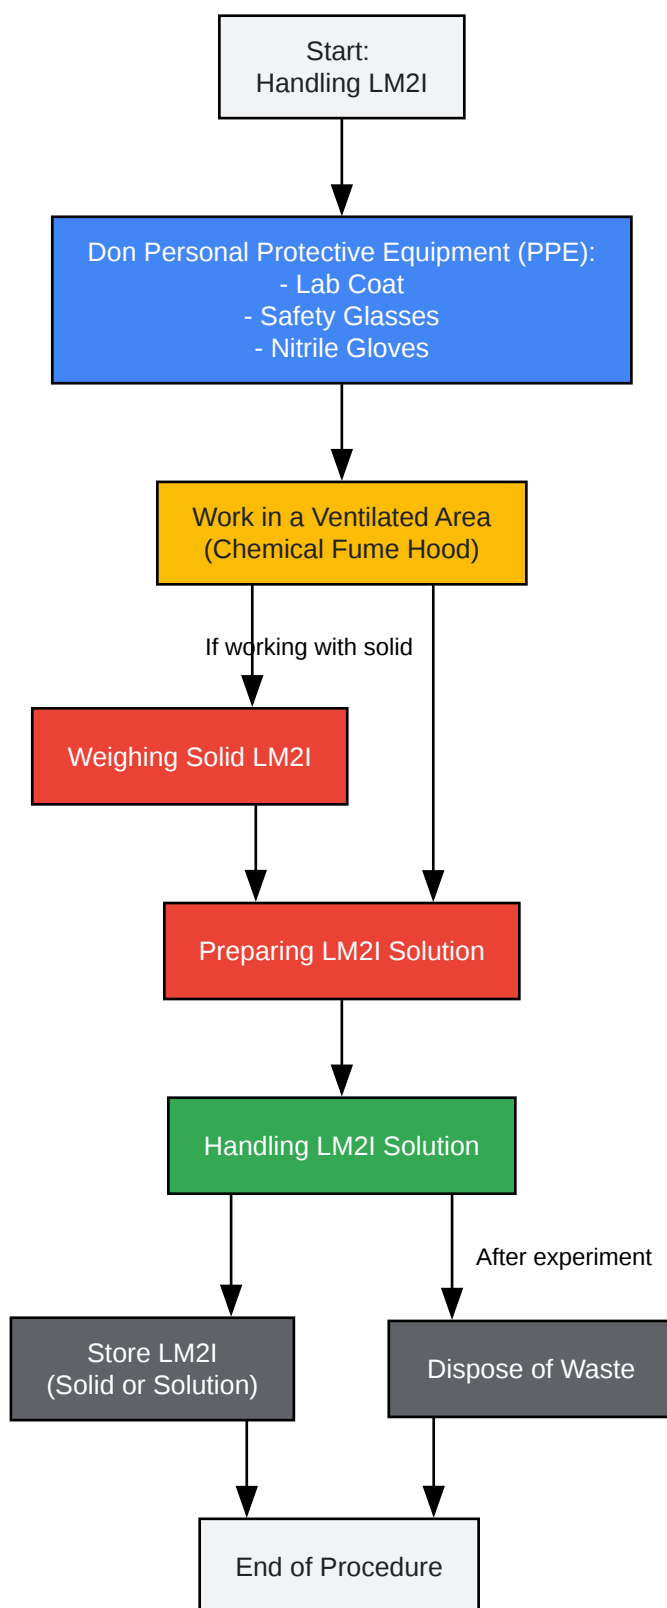 Start:
Handling LM2I
Don Personal Protective Equipment (PPE):
- Lab Coat
- Safety Glasses
- Nitrile Gloves
Work in a Ventilated Area
(Chemical Fume Hood)
If working with solid
Weighing Solid LM2I
Preparing LM2I Solution
Handling LM2I Solution
After experiment
Store LM2I
(Solid or Solution)
Dispose of Waste
End of Procedure